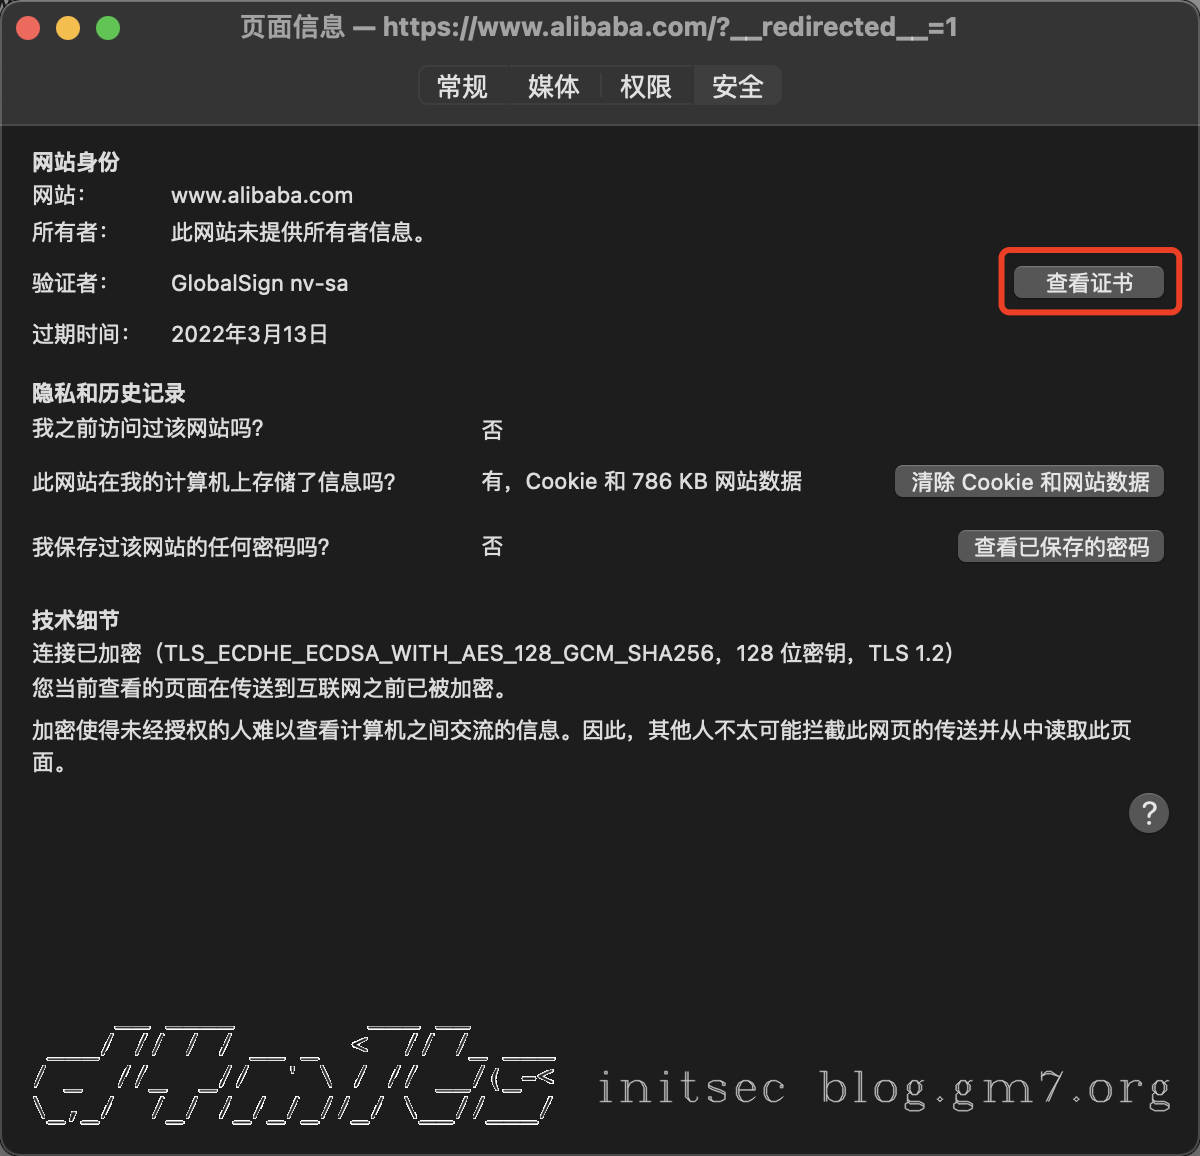 页面信息 — https://www.alibaba.com/?__redirected__=1
常规 媒体 权限 安全
网站身份
网站： www.alibaba.com
所有者： 此网站未提供所有者信息。
验证者： GlobalSign nv-sa 查看证书
过期时间： 2022年3月13日
隐私和历史记录
我之前访问过该网站吗？ 否
此网站在我的计算机上存储了信息吗？ 有，Cookie 和 786 KB 网站数据 清除 Cookie 和网站数据
我保存过该网站的任何密码吗？ 否 查看已保存的密码
技术细节
连接已加密（TLS_ECDHE_ECDSA_WITH_AES_128_GCM_SHA256，128 位密钥，TLS 1.2）
您当前查看的页面在传送到互联网之前已被加密。
加密使得未经授权的人难以查看计算机之间交流的信息。因此，其他人不太可能拦截此网页的传送并从中读取此页
面。
?
d4m1ts initsec blog.gm7.org